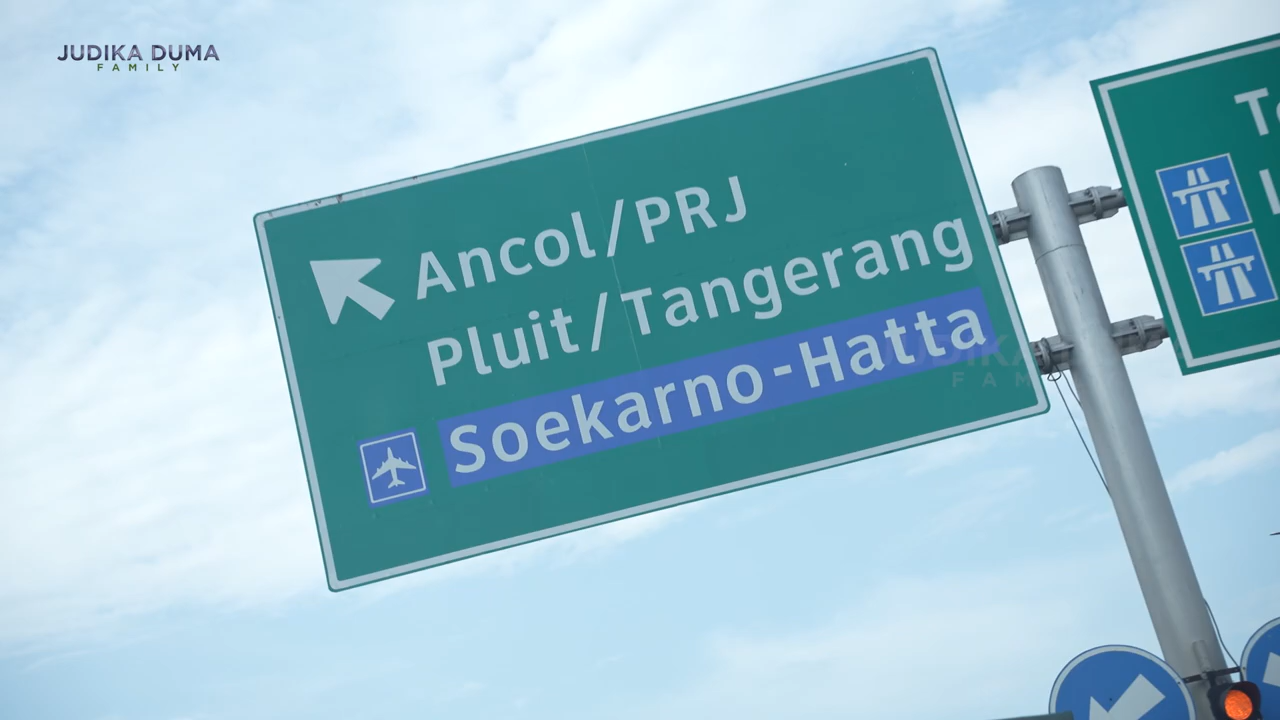 JUDIKA DUMA
FAMILY
Ancol/PRJ
Pluit/Tangerang
Soekarno-Hatta